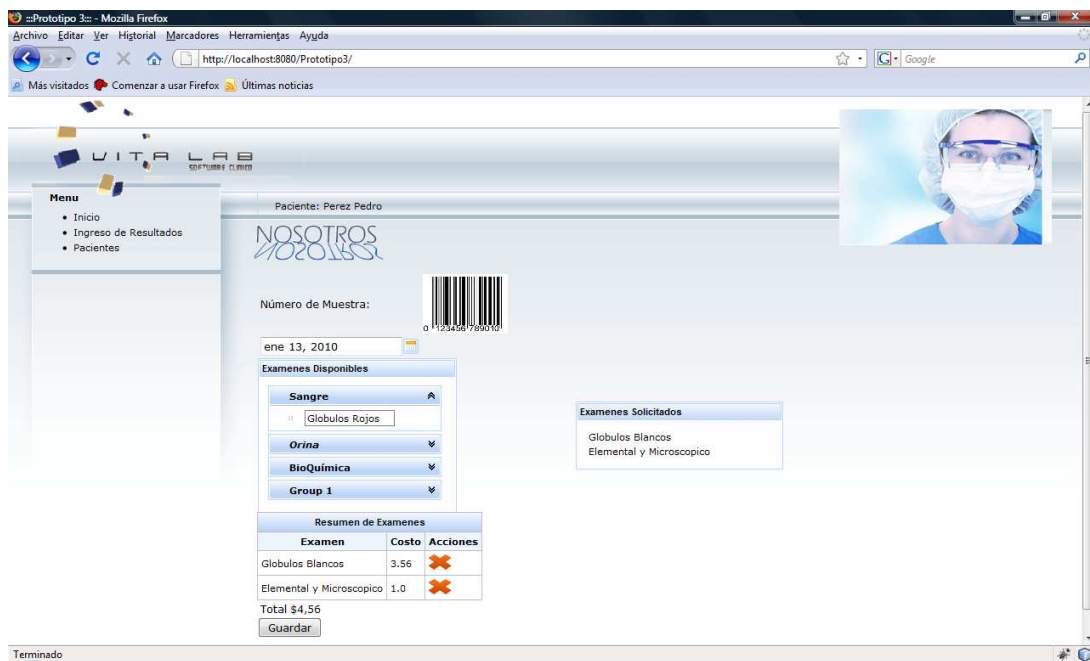 :::Prototipo 3::: - Mozilla Firefox
Archivo Editar Ver Historial Marcadores Herramientas Ayuda
http://localhost:8080/Prototipo3/
G Google
Más visitados Comenzar a usar Firefox Últimas noticias
VITA LAB
SOFTWARE CLINICO
Menu
Inicio
Ingreso de Resultados
Pacientes
Paciente: Perez Pedro
NOSOTROS
Número de Muestra:
0 123456 789010
ene 13, 2010
Examenes Disponibles
Sangre
Globulos Rojos
Orina
BioQuímica
Group 1
Examenes Solicitados
Globulos Blancos
Elemental y Microscopico
Resumen de Examenes
Examen Costo Acciones
Globulos Blancos 3.56
Elemental y Microscopico 1.0
Total $4,56
Guardar
Terminado